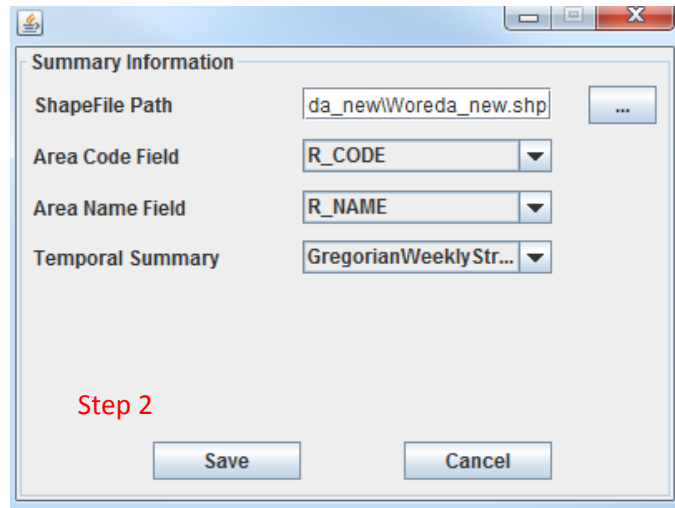 Summary Information
ShapeFile Path da_new\Woreda_new.shp ...
Area Code Field R_CODE
Area Name Field R_NAME
Temporal Summary GregorianWeeklyStr...
Step 2
Save Cancel